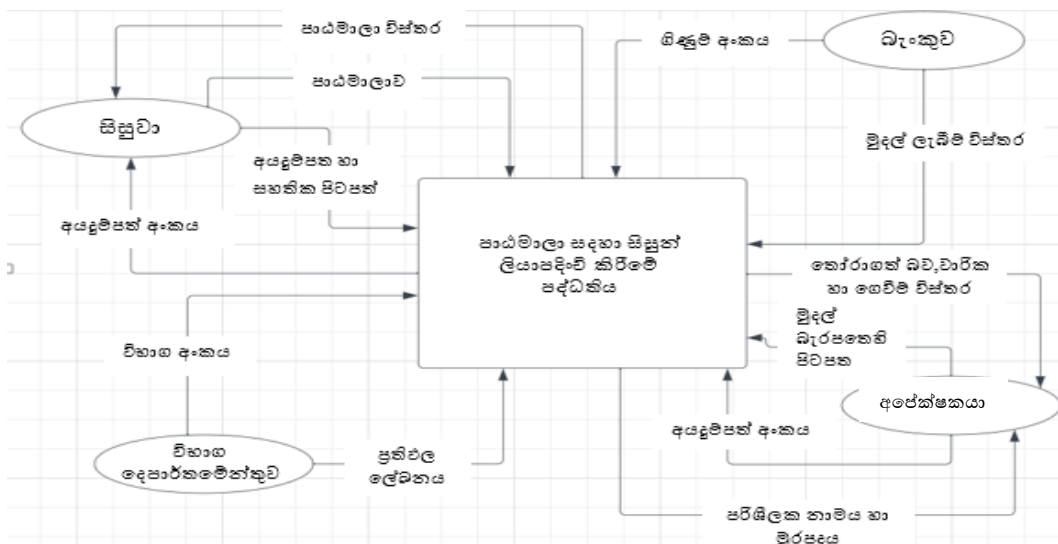 පාඨමාලා විස්තර
ගිණුම් අංකය
බැංකුව
පාඨමාලාව
සිසුවා
මුදල් ලැබීම් විස්තර
අයදුම්පත හා
සහතික පිටපත්
අයදුම්පත් අංකය
පාඨමාලා සදහා සිසුන්
ලියාපදිංචි කිරීමේ
පද්ධතිය
තෝරාගත් බව,වාරික
හා ගෙවීම් විස්තර
මුදල්
බැරපතෙහි
පිටපත
විභාග අංකය
අපේක්ෂකයා
අයදුම්පත් අංකය
විභාග
දෙපාර්තමේන්තුව
ප්‍රතිඵල
ලේඛනය
පරිශීලක නාමය හා
මුරපදය